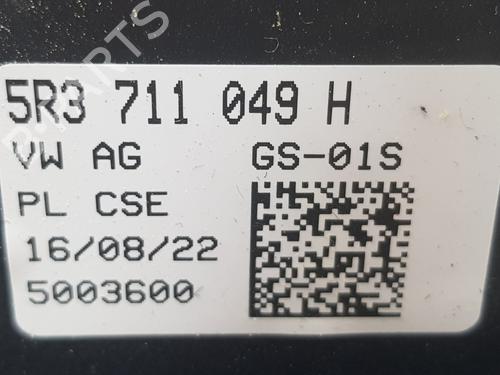 5R3 711 049 H
VW AG GS-01S
PL CSE
16/08/22
5003600